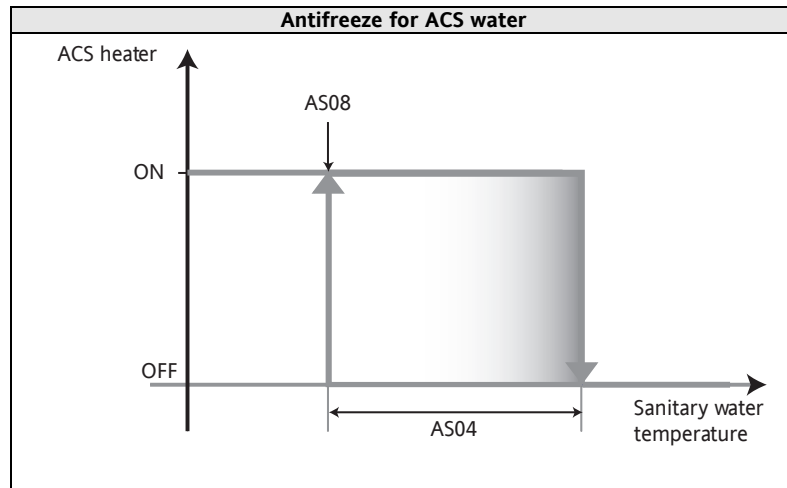 Antifreeze for ACS water
ACS heater
AS08
ON
OFF
AS04
Sanitary water
temperature